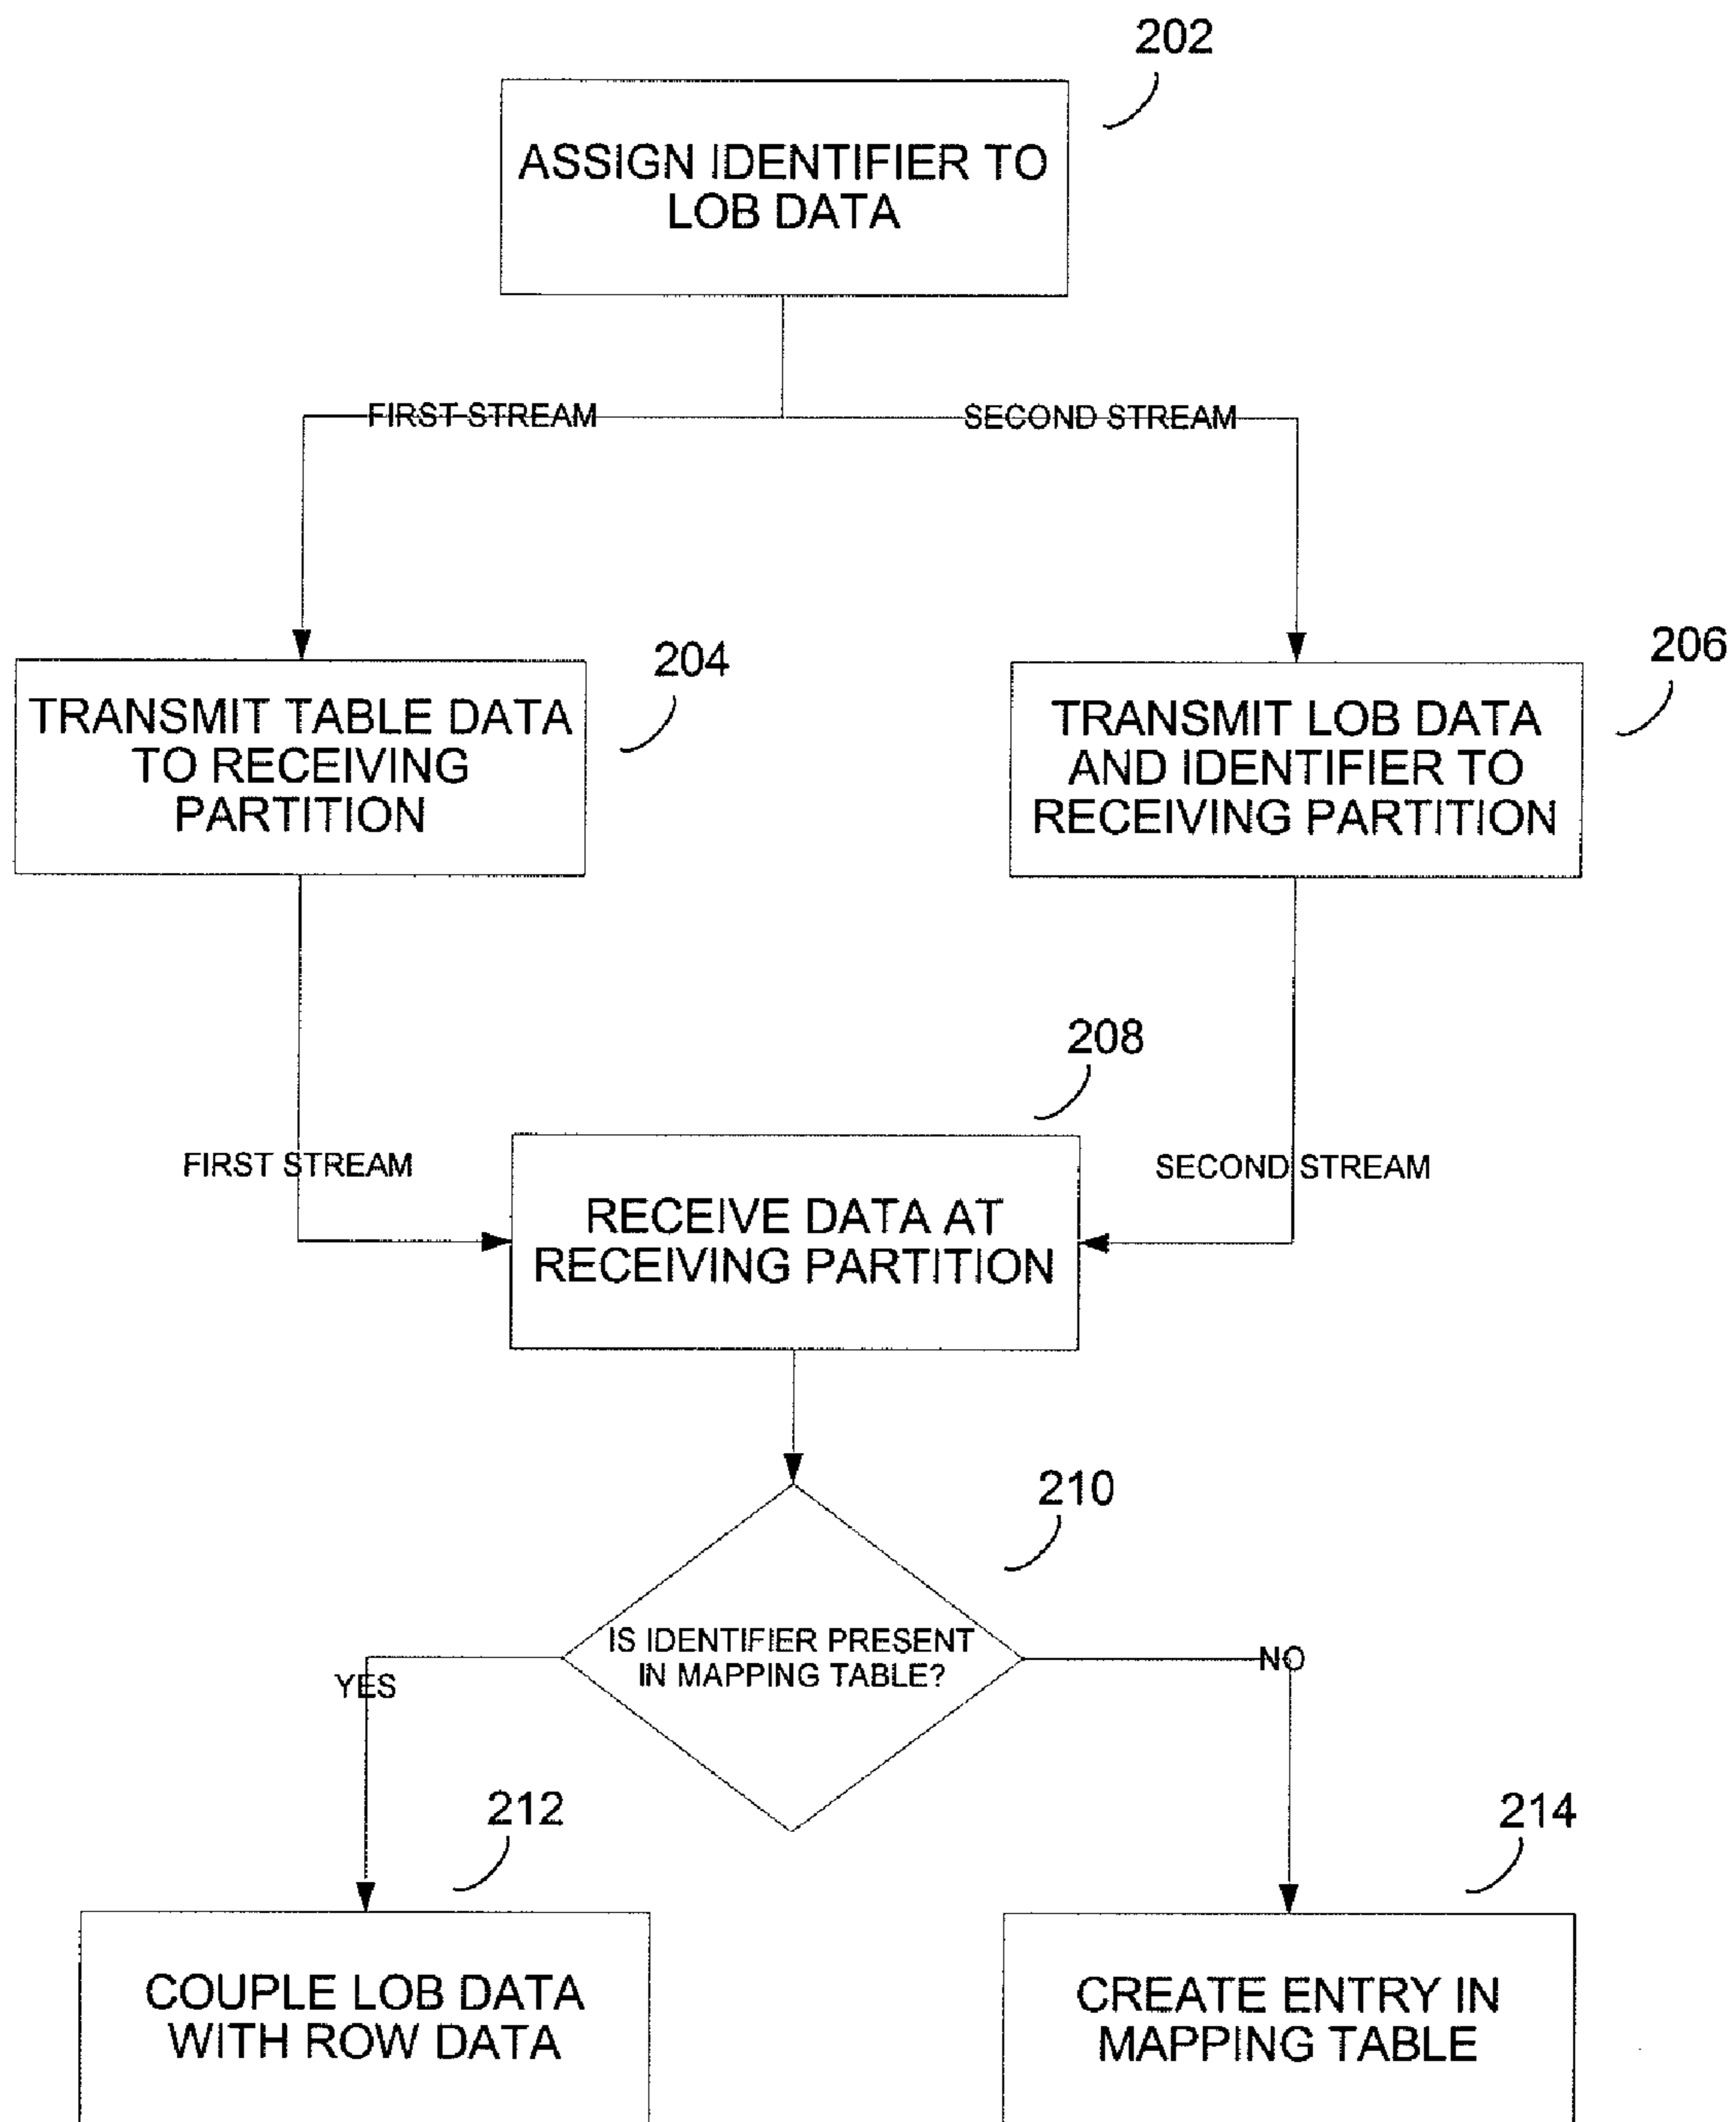 202
ASSIGN IDENTIFIER TO
LOB DATA
FIRST STREAM
SECOND STREAM
204
TRANSMIT TABLE DATA
TO RECEIVING
PARTITION
206
TRANSMIT LOB DATA
AND IDENTIFIER TO
RECEIVING PARTITION
208
FIRST STREAM
SECOND STREAM
RECEIVE DATA AT
RECEIVING PARTITION
210
IS IDENTIFIER PRESENT
IN MAPPING TABLE?
YES
NO
212
COUPLE LOB DATA
WITH ROW DATA
214
CREATE ENTRY IN
MAPPING TABLE